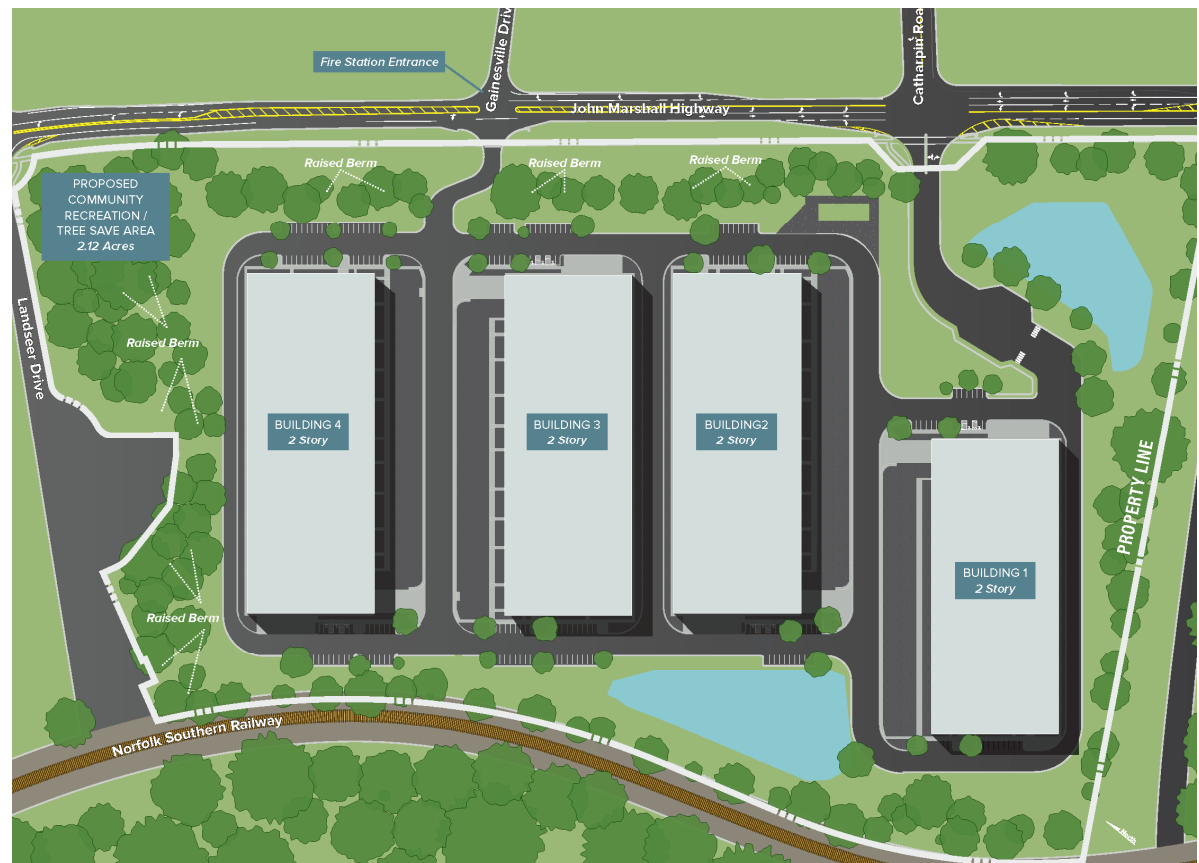 Gainesville Driv
Catharpin Roa
Fire Station Entrance
John Marshall Highway
Raised Berm
Raised Berm
Raised Berm
PROPOSED
COMMUNITY
RECREATION /
TREE SAVE AREA
2.12 Acres
Landseer Drive
Raised Berm
BUILDING 4
2 Story
BUILDING 3
2 Story
BUILDING2
2 Story
PROPERTY LINE
BUILDING 1
2 Story
Raised Berm
Norfolk Southern Railway
North